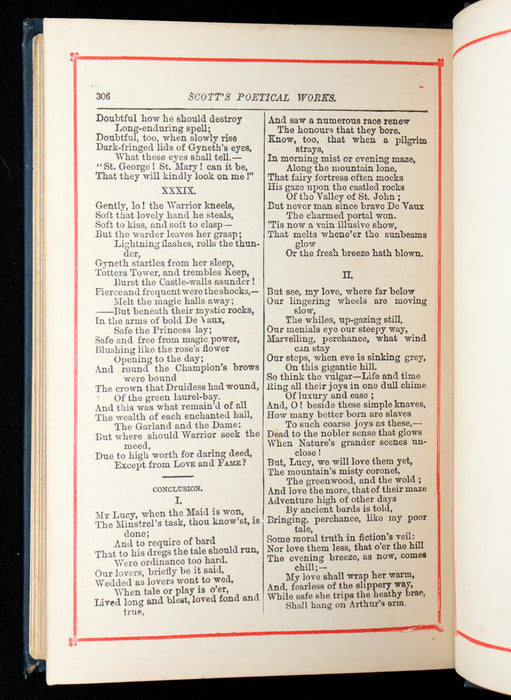 306
SCOTT'S POETICAL WORKS.
Doubtful how he should destroy
Long-enduring spell;
Doubtful, too, when slowly rise
Dark-fringed lids of Gyneth's eyes,
What these eyes shall tell.—
"St. George! St. Mary! can it be,
That they will kindly look on me!"
XXXIX.
Gently, lo! the Warrior kneels,
Soft that lovely hand he steals,
Soft to kiss, and soft to clasp—
But the warder leaves her grasp;
Lightning flashes, rolls the thun-
der,
Gyneth startles from her sleep,
Totters Tower, and trembles Keep,
Burst the Castle-walls asunder!
Fierce and frequent were the shocks,—
Melt the magic halls away;
——But beneath their mystic rocks,
In the arms of bold De Vaux,
Safe the Princess lay;
Safe and free from magic power,
Blushing like the rose's flower
Opening to the day;
And round the Champion's brows
were bound
The crown that Druidess had wound,
Of the green laurel-bay.
And this was what remain'd of all
The wealth of each enchanted hall,
The Garland and the Dame:
But where should Warrior seek the
meed,
Due to high worth for daring deed,
Except from LOVE and FAME?
CONCLUSION.
I.
My Lucy, when the Maid is won,
The Minstrel's task, thou know'st, is
done;
And to require of bard
That to his dregs the tale should run,
Were ordinance too hard.
Our lovers, briefly be it said,
Wedded as lovers wont to wed,
When tale or play is o'er,
Lived long and blest, loved fond and
true,
And saw a numerous race renew
The honours that they bore.
Know, too, that when a pilgrim
strays,
In morning mist or evening maze,
Along the mountain lone,
That fairy fortress often mocks
His gaze upon the castled rocks
Of the Valley of St. John;
But never man since brave De Vaux
The charmed portal won.
'Tis now a vain illusive show,
That melts whene'er the sunbeams
glow
Or the fresh breeze hath blown.
II.
But see, my love, where far below
Our lingering wheels are moving
slow,
The whiles, up-gazing still,
Our menials eye our steepy way,
Marvelling, perchance, what wind
can stay
Our steps, when eve is sinking grey,
On this gigantic hill.
So think the vulgar—Life and time
Ring all their joys in one dull chime
Of luxury and ease;
And, O! beside these simple knaves,
How many better born are slaves
To such coarse joys as these,—
Dead to the nobler sense that glows
When Nature's grander scenes un-
close!
But, Lucy, we will love them yet,
The mountain's misty coronet,
The greenwood, and the wold;
And love the more, that of their maze
Adventure high of other days
By ancient bards is told,
Bringing, perchance, like my poor
tale,
Some moral truth in fiction's veil:
Nor love them less, that o'er the hill
The evening breeze, as now, comes
chill;—
My love shall wrap her warm,
And, fearless of the slippery way,
While safe she trips the heathy brae,
Shall hang on Arthur's arm.